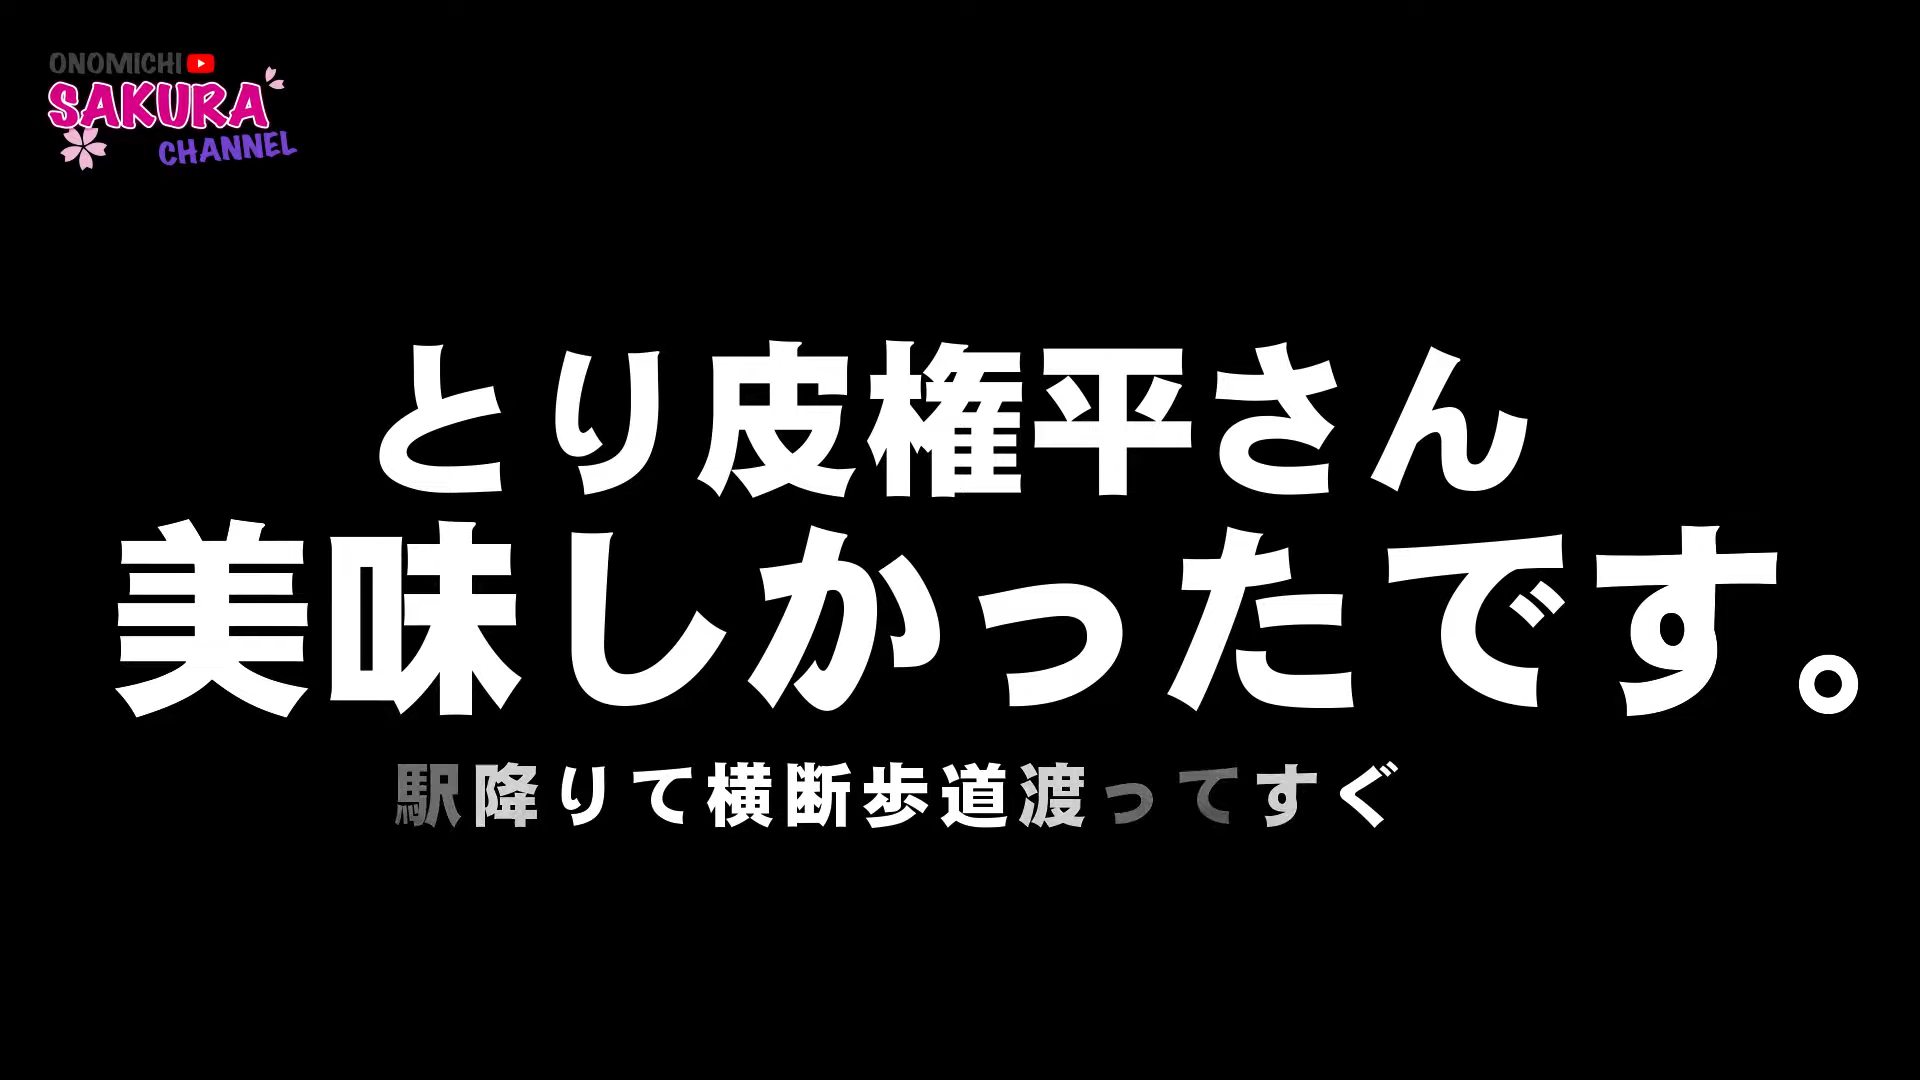 ONOMICHI
SAKURA
CHANNEL
とり皮権平さん
美味しかったです。
駅降りて横断歩道渡ってすぐ